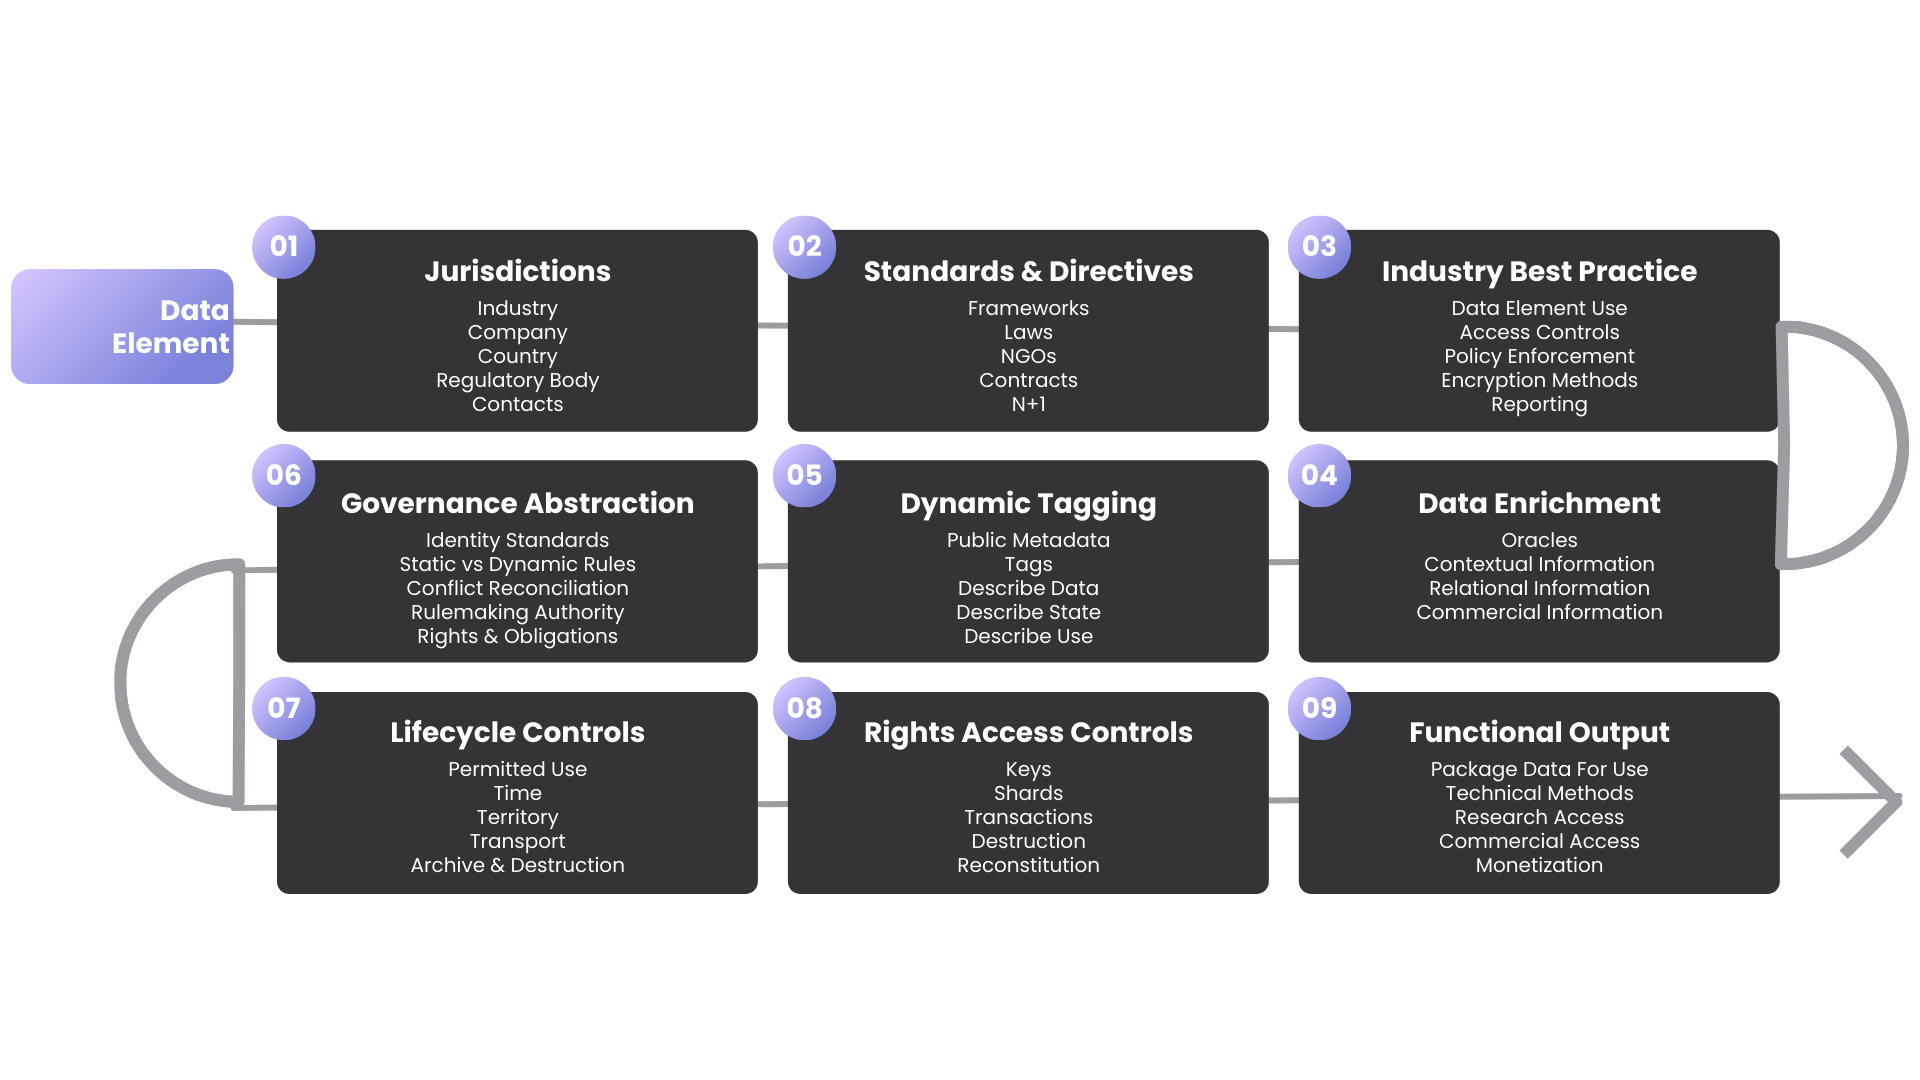 Data
Element
01
Jurisdictions
Industry
Company
Country
Regulatory Body
Contacts
02
Standards & Directives
Frameworks
Laws
NGOs
Contracts
N+1
03
Industry Best Practice
Data Element Use
Access Controls
Policy Enforcement
Encryption Methods
Reporting
04
Data Enrichment
Oracles
Contextual Information
Relational Information
Commercial Information
05
Dynamic Tagging
Public Metadata
Tags
Describe Data
Describe State
Describe Use
06
Governance Abstraction
Identity Standards
Static vs Dynamic Rules
Conflict Reconciliation
Rulemaking Authority
Rights & Obligations
07
Lifecycle Controls
Permitted Use
Time
Territory
Transport
Archive & Destruction
08
Rights Access Controls
Keys
Shards
Transactions
Destruction
Reconstitution
09
Functional Output
Package Data For Use
Technical Methods
Research Access
Commercial Access
Monetization